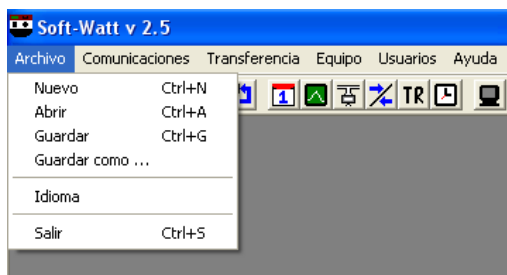 Soft-Watt v 2.5
Archivo Comunicaciones Transferencia Equipo Usuarios Ayuda
1 TR
Nuevo Ctrl+N
Abrir Ctrl+A
Guardar Ctrl+G
Guardar como ...
Idioma
Salir Ctrl+S